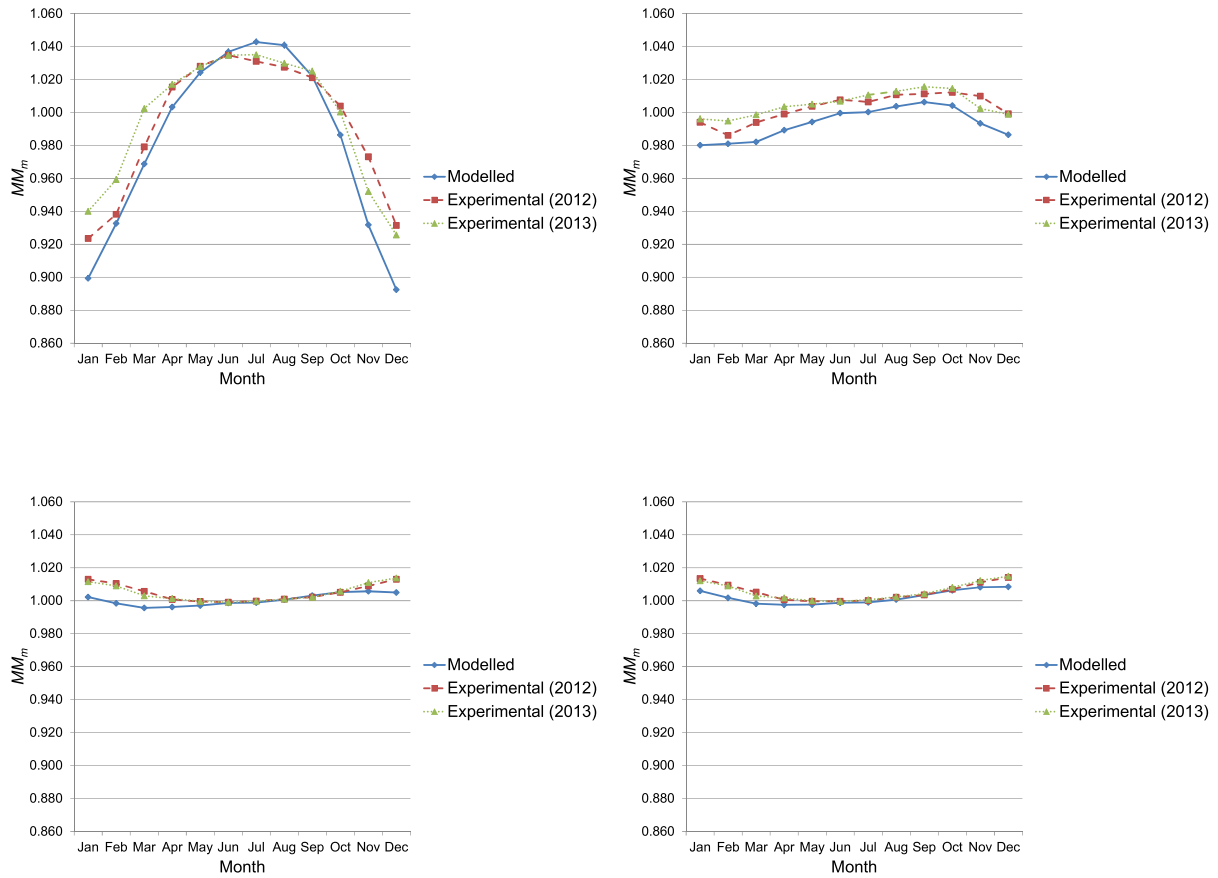 1.060
1.040
1.020
1.000
0.980
0.960
0.940
0.920
0.900
0.880
0.860
MMm
Jan Feb Mar Apr May Jun Jul Aug Sep Oct Nov Dec
Month
Modelled
Experimental (2012)
Experimental (2013)
1.060
1.040
1.020
1.000
0.980
0.960
0.940
0.920
0.900
0.880
0.860
MMm
Jan Feb Mar Apr May Jun Jul Aug Sep Oct Nov Dec
Month
Modelled
Experimental (2012)
Experimental (2013)
1.060
1.040
1.020
1.000
0.980
0.960
0.940
0.920
0.900
0.880
0.860
MMm
Jan Feb Mar Apr May Jun Jul Aug Sep Oct Nov Dec
Month
Modelled
Experimental (2012)
Experimental (2013)
1.060
1.040
1.020
1.000
0.980
0.960
0.940
0.920
0.900
0.880
0.860
MMm
Jan Feb Mar Apr May Jun Jul Aug Sep Oct Nov Dec
Month
Modelled
Experimental (2012)
Experimental (2013)